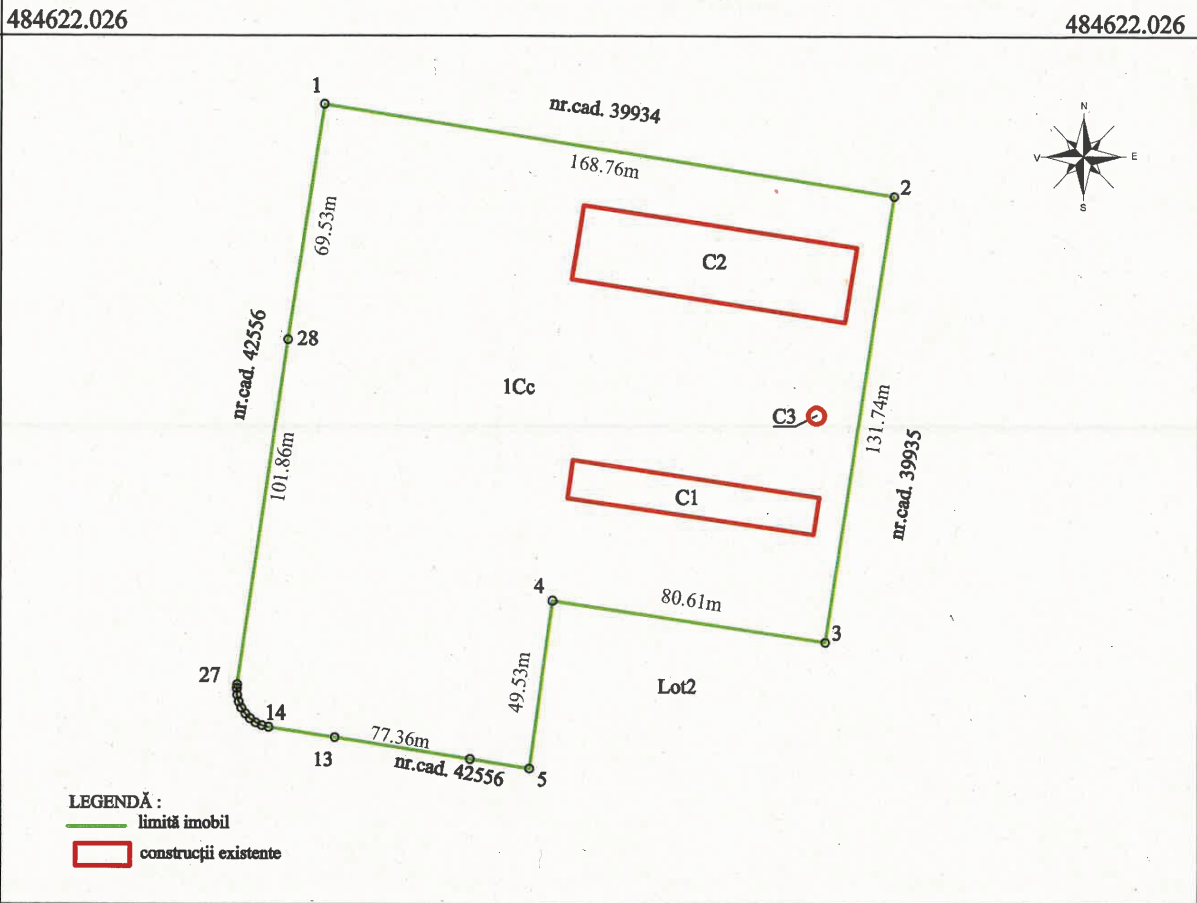 484622.026
484622.026
1
nr.cad. 39934
N
V
E
S
168.76m
2
69.53m
C2
nr.cad. 42556
28
1Cc
C3
131.74m
nr.cad. 39935
101.86m
C1
4
80.61m
3
27
49.53m
Lot2
14
77.36m
13
nr.cad. 42556
5
LEGENDĂ :
limită imobil
construcții existente